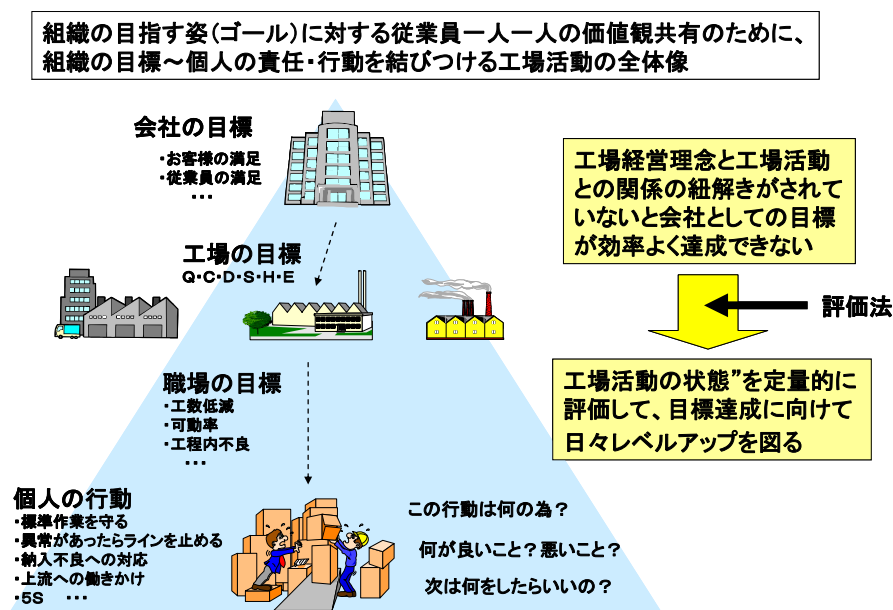 組織の目指す姿(ゴール)に対する従業員一人一人の価値観共有のために、
組織の目標～個人の責任・行動を結びつける工場活動の全体像
会社の目標
・お客様の満足
・従業員の満足
・・・
工場の目標
Q・C・D・S・H・E
職場の目標
・工数低減
・可動率
・工程内不良
・・・
個人の行動
・標準作業を守る
・異常があったらラインを止める
・納入不良への対応
・上流への働きかけ
・5S ・・・
この行動は何の為？
何が良いこと？悪いこと？
次は何をしたらいいの？
工場経営理念と工場活動
との関係の紐解きがされて
いないと会社としての目標
が効率よく達成できない
評価法
工場活動の状態”を定量的に
評価して、目標達成に向けて
日々レベルアップを図る